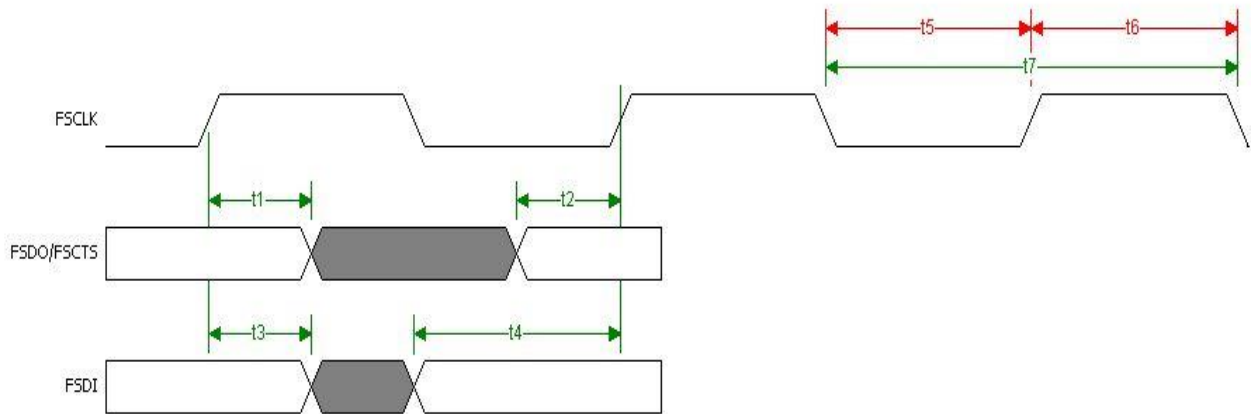 t5 t6
t7
FSCLK
t1 t2
FSDO/FSCTS
t3 t4
FSDI